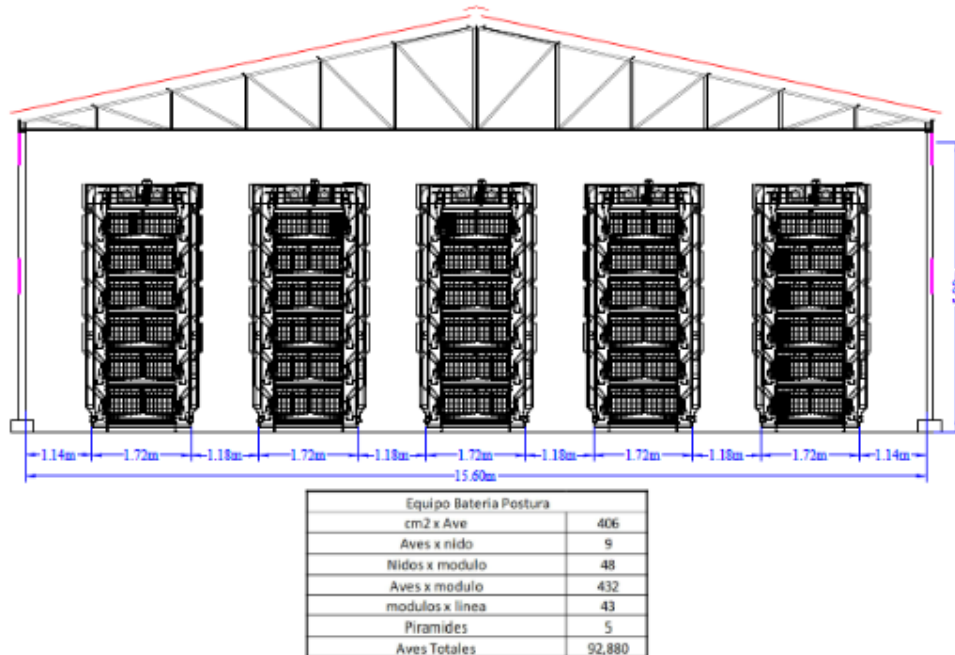 1.14m 1.72m 1.18m 1.72m 1.18m 1.72m 1.18m 1.72m 1.18m 1.72m 1.14m
15.60m
Equipo Bateria Postura
cm2 x Ave 406
Aves x nido 9
Nidos x modulo 48
Aves x modulo 432
modulos x linea 43
Piramides 5
Aves Totales 92,880